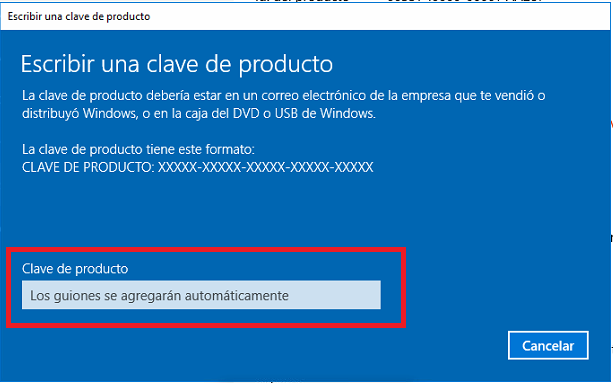 Escribir una clave de producto
Escribir una clave de producto
La clave de producto debería estar en un correo electrónico de la empresa que te vendió o
distribuyó Windows, o en la caja del DVD o USB de Windows.
La clave de producto tiene este formato:
CLAVE DE PRODUCTO: XXXXX-XXXXX-XXXXX-XXXXX-XXXXX
Clave de producto
Los guiones se agregarán automáticamente
Cancelar